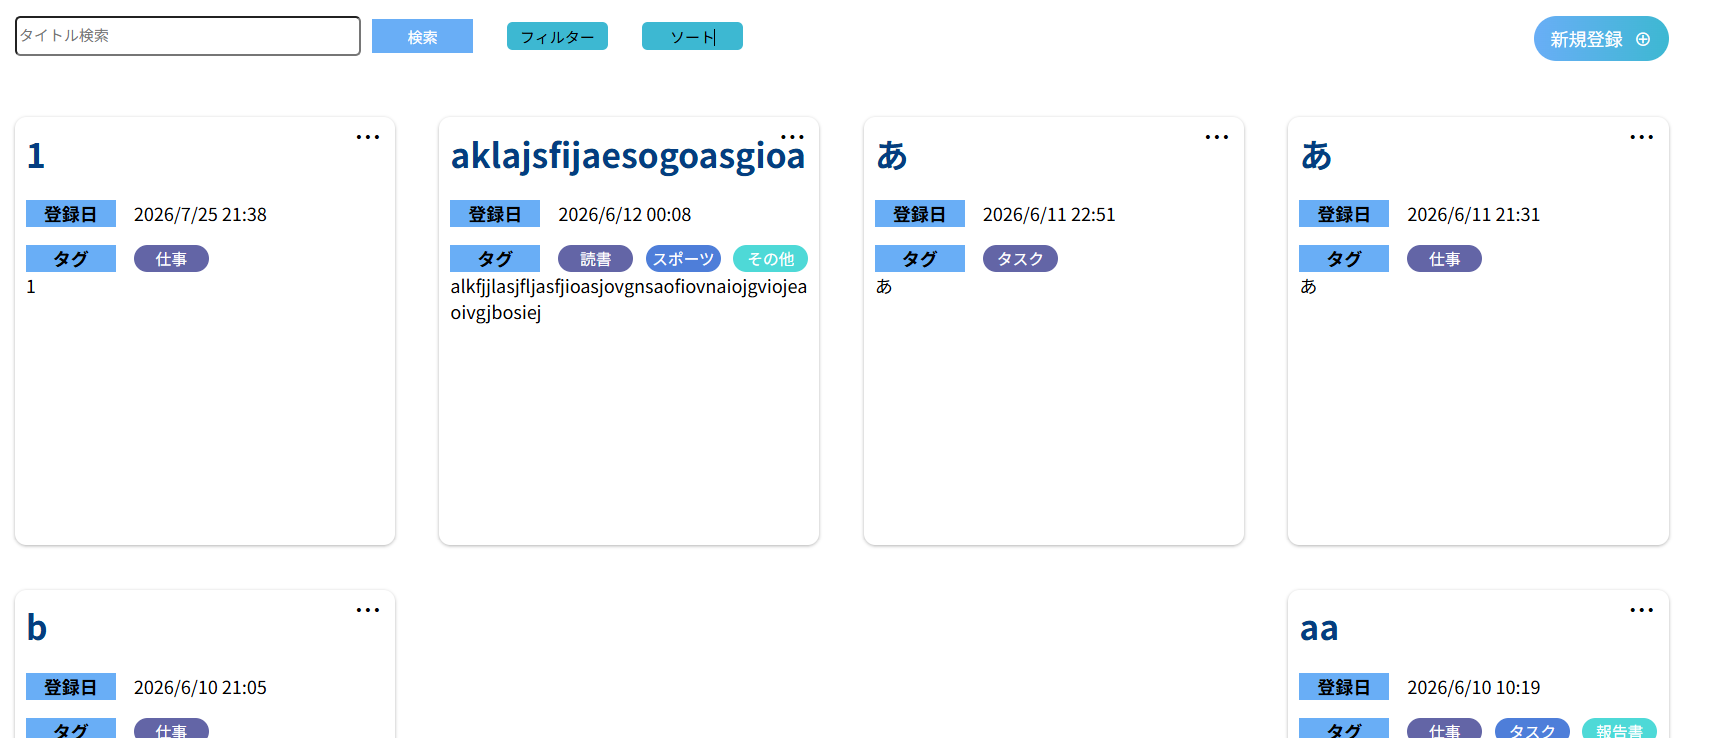 タイトル検索 検索 フィルター ソート 新規登録 ⊕
...
1
登録日 2026/7/25 21:38
タグ 仕事
1
...
aklajsfijaesogoasgioa
登録日 2026/6/12 00:08
タグ 読書 スポーツ その他
alkfjjlasjfljasfjioasjovgnsaofiovnaiojgviojea
oivgjbosiej
...
あ
登録日 2026/6/11 22:51
タグ タスク
あ
...
あ
登録日 2026/6/11 21:31
タグ 仕事
あ
...
b
登録日 2026/6/10 21:05
タグ 仕事
...
aa
登録日 2026/6/10 10:19
タグ 仕事 タスク 報告書